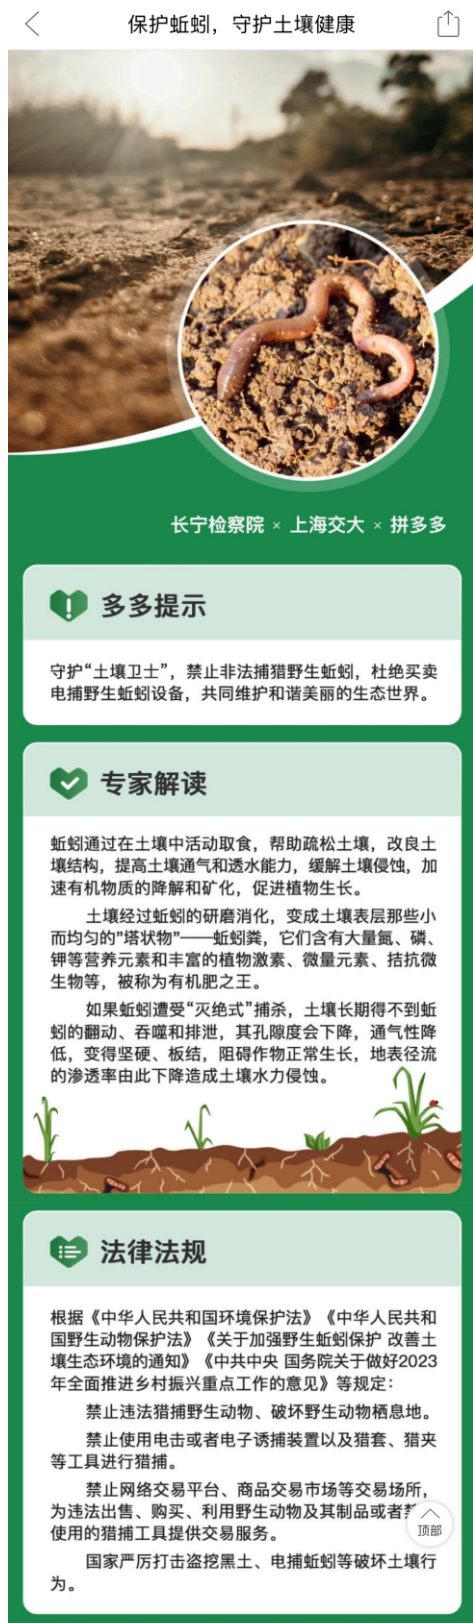 保护蚯蚓，守护土壤健康
长宁检察院 × 上海交大 × 拼多多
多多提示
守护“土壤卫士”，禁止非法捕猎野生蚯蚓，杜绝买卖
电捕野生蚯蚓设备，共同维护和谐美丽的生态世界。
专家解读
蚯蚓通过在土壤中活动取食，帮助疏松土壤，改良土
壤结构，提高土壤通气和透水能力，缓解土壤侵蚀，加
速有机物质的降解和矿化，促进植物生长。
土壤经过蚯蚓的研磨消化，变成土壤表层那些小
而均匀的”塔状物”——蚯蚓粪，它们含有大量氮、磷、
钾等营养元素和丰富的植物激素、微量元素、拮抗微
生物等，被称为有机肥之王。
如果蚯蚓遭受“灭绝式”捕杀，土壤长期得不到蚯
蚓的翻动、吞噬和排泄，其孔隙度会下降，通气性降
低，变得坚硬、板结，阻碍作物正常生长，地表径流
的渗透率由此下降造成土壤水力侵蚀。
法律法规
根据《中华人民共和国环境保护法》《中华人民共和
国野生动物保护法》《关于加强野生蚯蚓保护 改善土
壤生态环境的通知》《中共中央 国务院关于做好2023
年全面推进乡村振兴重点工作的意见》等规定：
禁止违法猎捕野生动物、破坏野生动物栖息地。
禁止使用电击或者电子诱捕装置以及猎套、猎夹
等工具进行猎捕。
禁止网络交易平台、商品交易市场等交易场所，
为违法出售、购买、利用野生动物及其制品或者
使用的猎捕工具提供交易服务。
顶部
国家严厉打击盗挖黑土、电捕蚯蚓等破坏土壤行
为。